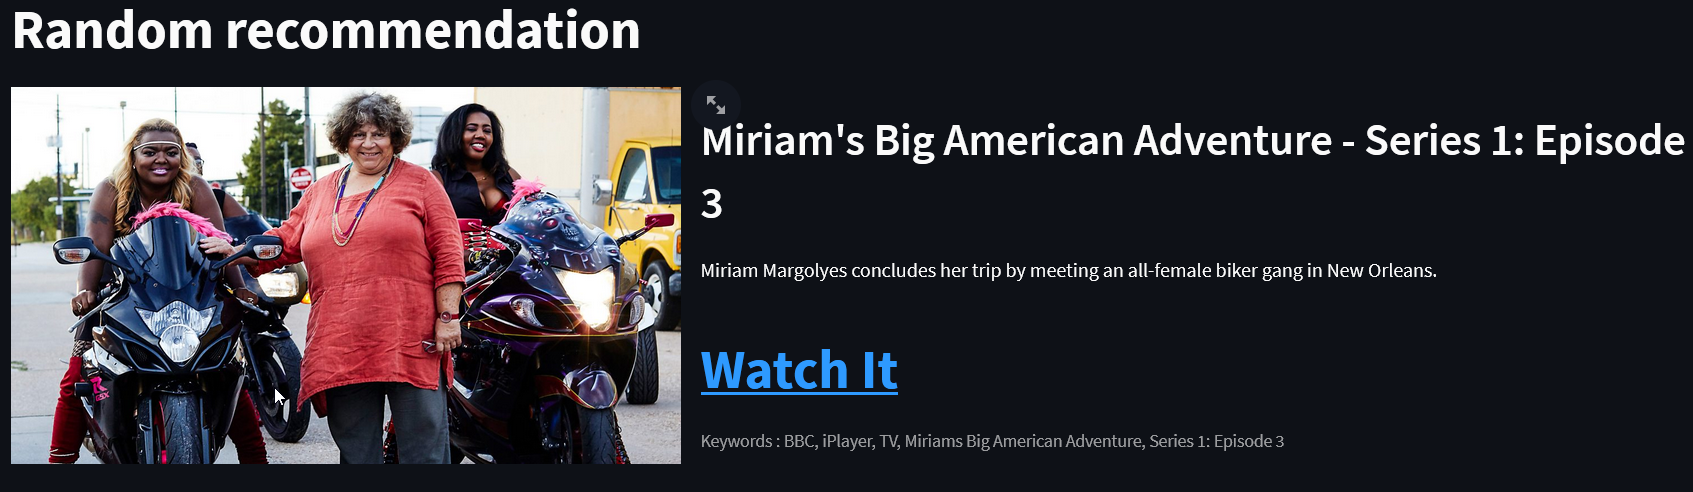 Random recommendation
Miriam's Big American Adventure - Series 1: Episode
3
Miriam Margolyes concludes her trip by meeting an all-female biker gang in New Orleans.
Watch It
Keywords : BBC, iPlayer, TV, Miriams Big American Adventure, Series 1: Episode 3